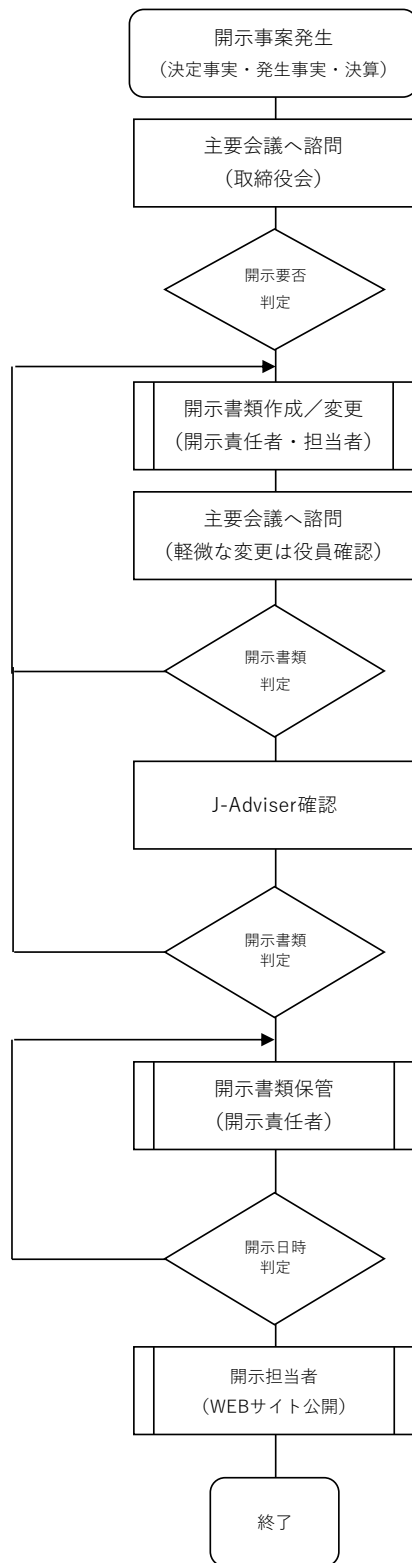 開示事案発生
（決定事実・発生事実・決算）
主要会議へ諮問
（取締役会）
開示要否
判定
開示書類作成／変更
（開示責任者・担当者）
主要会議へ諮問
（軽微な変更は役員確認）
開示書類
判定
J-Adviser確認
開示書類
判定
開示書類保管
（開示責任者）
開示日時
判定
開示担当者
（WEBサイト公開）
終了